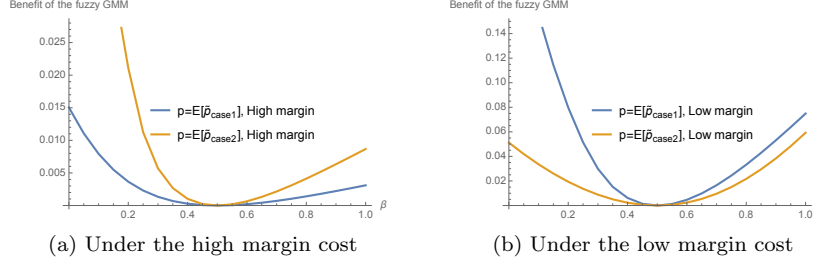 Benefit of the fuzzy GMM
0.025
0.020
0.015
0.010
0.005
0.2 0.4 0.6 0.8 1.0 β
p=E[p̃case1], High margin
p=E[p̃case2], High margin
(a) Under the high margin cost
Benefit of the fuzzy GMM
0.14
0.12
0.10
0.08
0.06
0.04
0.02
0.2 0.4 0.6 0.8 1.0 β
p=E[p̃case1], Low margin
p=E[p̃case2], Low margin
(b) Under the low margin cost